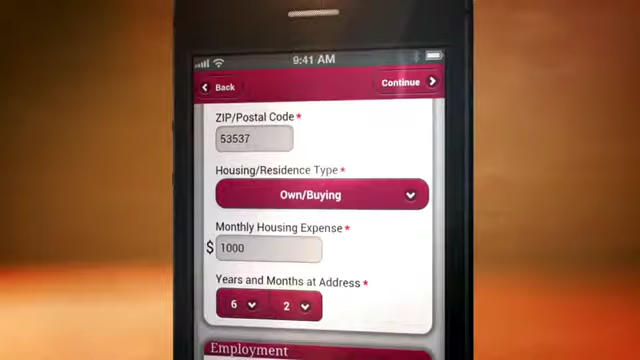 9:41 AM
Back
Continue
ZIP/Postal Code *
53537
Housing/Residence Type *
Own/Buying
Monthly Housing Expense *
$ 1000
Years and Months at Address *
6 2
Employment